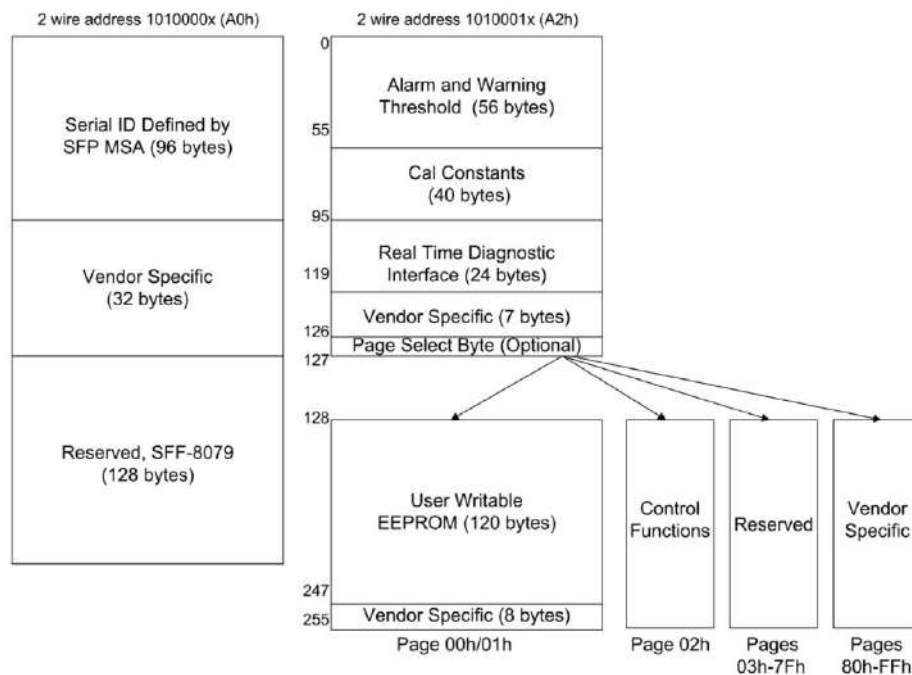 2 wire address 1010000x (A0h)
Serial ID Defined by
SFP MSA (96 bytes)
Vendor Specific
(32 bytes)
Reserved, SFF-8079
(128 bytes)
2 wire address 1010001x (A2h)
0
Alarm and Warning
Threshold (56 bytes)
55
Cal Constants
(40 bytes)
95
Real Time Diagnostic
Interface (24 bytes)
119
Vendor Specific (7 bytes)
126
Page Select Byte (Optional)
127
128
User Writable
EEPROM (120 bytes)
247
Vendor Specific (8 bytes)
255
Page 00h/01h
Control
Functions
Page 02h
Reserved
Pages
03h-7Fh
Vendor
Specific
Pages
80h-FFh